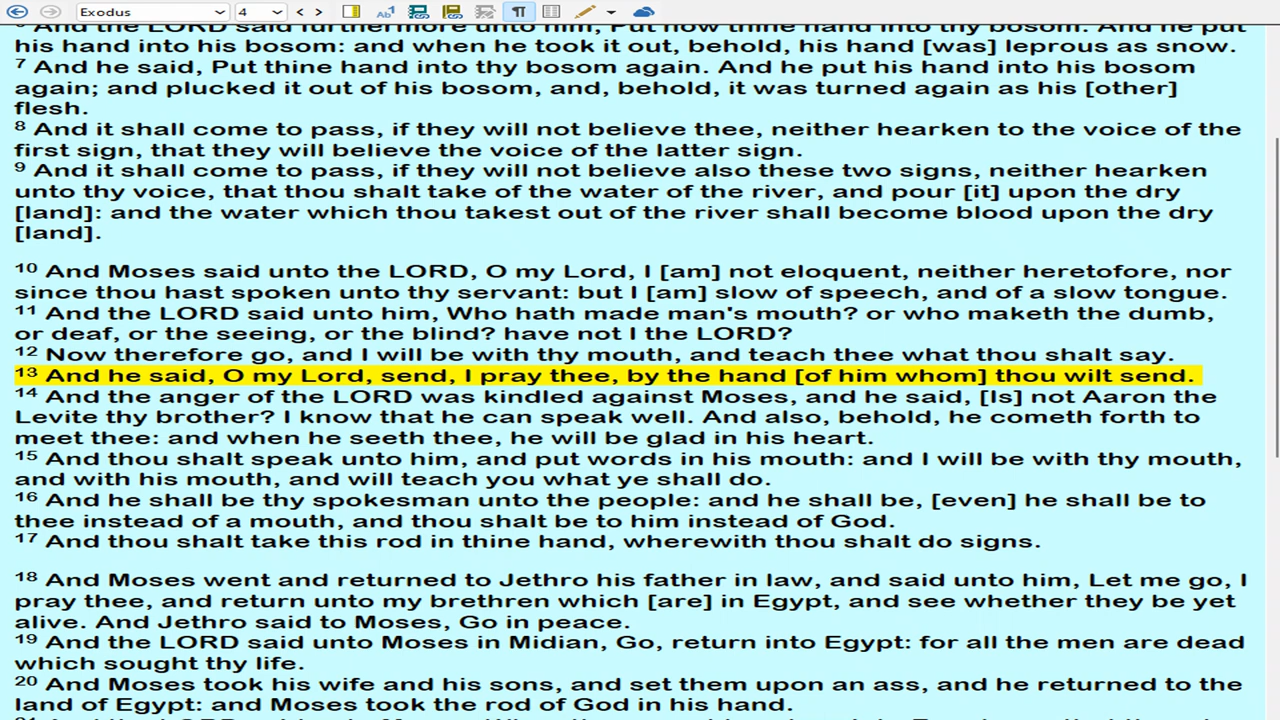 Exodus 4 < > Ab1 ¶
6 And the LORD said furthermore unto him, Put now thine hand into thy bosom. And he put
his hand into his bosom: and when he took it out, behold, his hand [was] leprous as snow.
7 And he said, Put thine hand into thy bosom again. And he put his hand into his bosom
again; and plucked it out of his bosom, and, behold, it was turned again as his [other]
flesh.
8 And it shall come to pass, if they will not believe thee, neither hearken to the voice of the
first sign, that they will believe the voice of the latter sign.
9 And it shall come to pass, if they will not believe also these two signs, neither hearken
unto thy voice, that thou shalt take of the water of the river, and pour [it] upon the dry
[land]: and the water which thou takest out of the river shall become blood upon the dry
[land].
10 And Moses said unto the LORD, O my Lord, I [am] not eloquent, neither heretofore, nor
since thou hast spoken unto thy servant: but I [am] slow of speech, and of a slow tongue.
11 And the LORD said unto him, Who hath made man's mouth? or who maketh the dumb,
or deaf, or the seeing, or the blind? have not I the LORD?
12 Now therefore go, and I will be with thy mouth, and teach thee what thou shalt say.
13 And he said, O my Lord, send, I pray thee, by the hand [of him whom] thou wilt send.
14 And the anger of the LORD was kindled against Moses, and he said, [Is] not Aaron the
Levite thy brother? I know that he can speak well. And also, behold, he cometh forth to
meet thee: and when he seeth thee, he will be glad in his heart.
15 And thou shalt speak unto him, and put words in his mouth: and I will be with thy mouth,
and with his mouth, and will teach you what ye shall do.
16 And he shall be thy spokesman unto the people: and he shall be, [even] he shall be to
thee instead of a mouth, and thou shalt be to him instead of God.
17 And thou shalt take this rod in thine hand, wherewith thou shalt do signs.
18 And Moses went and returned to Jethro his father in law, and said unto him, Let me go, I
pray thee, and return unto my brethren which [are] in Egypt, and see whether they be yet
alive. And Jethro said to Moses, Go in peace.
19 And the LORD said unto Moses in Midian, Go, return into Egypt: for all the men are dead
which sought thy life.
20 And Moses took his wife and his sons, and set them upon an ass, and he returned to the
land of Egypt: and Moses took the rod of God in his hand.